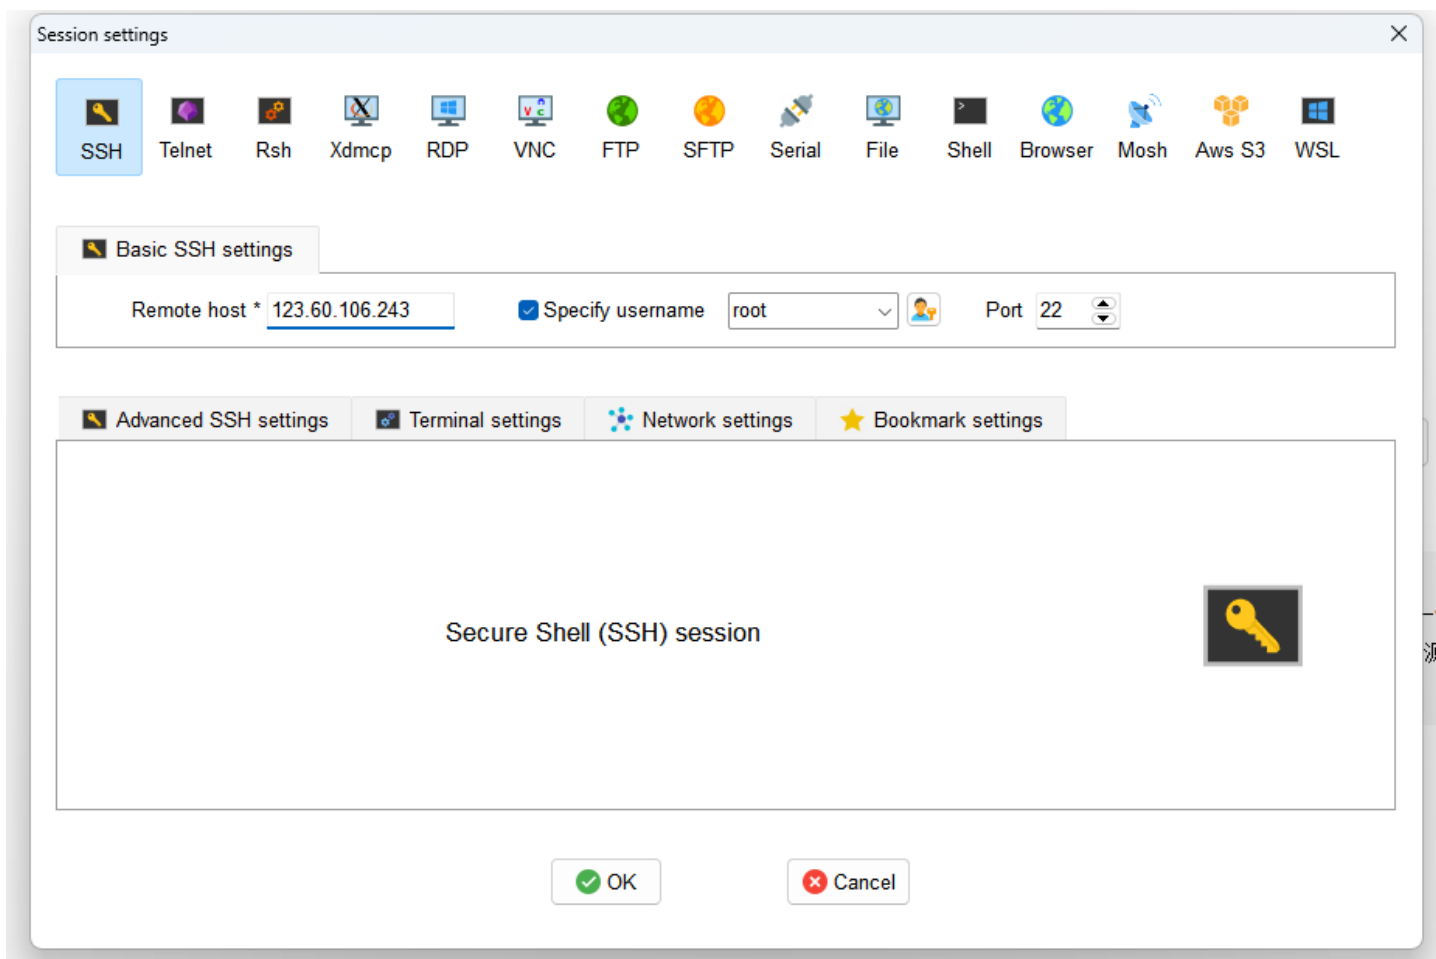 Session settings
SSH Telnet Rsh Xdmcp RDP VNC FTP SFTP Serial File Shell Browser Mosh Aws S3 WSL
Basic SSH settings
Remote host * 123.60.106.243 Specify username root Port 22
Advanced SSH settings Terminal settings Network settings Bookmark settings
Secure Shell (SSH) session
OK Cancel